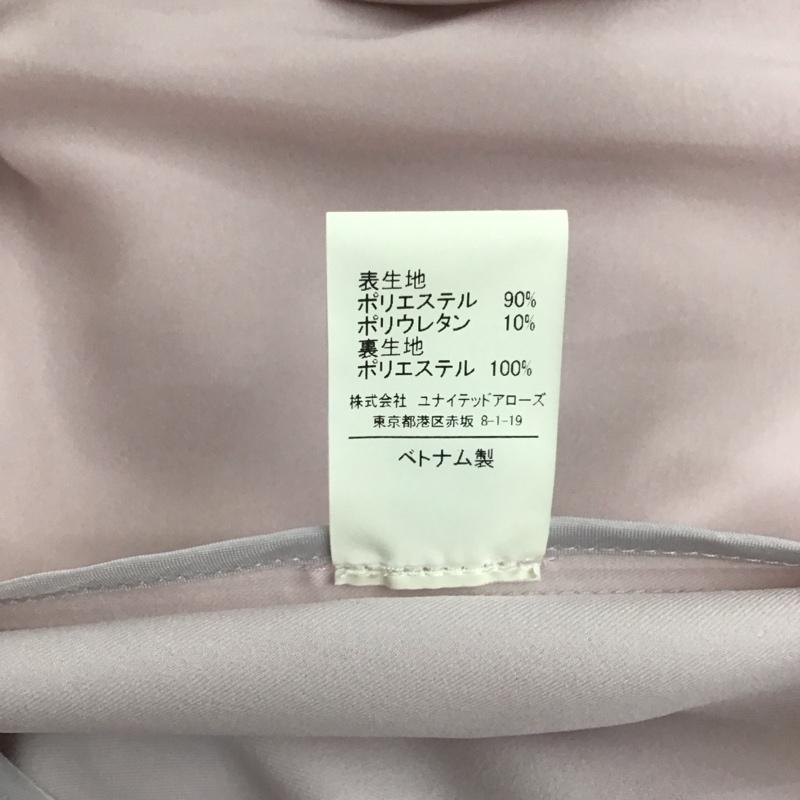 表生地
ポリエステル 90%
ポリウレタン 10%
裏生地
ポリエステル 100%
株式会社 ユナイテッドアローズ
東京都港区赤坂 8-1-19
ベトナム製